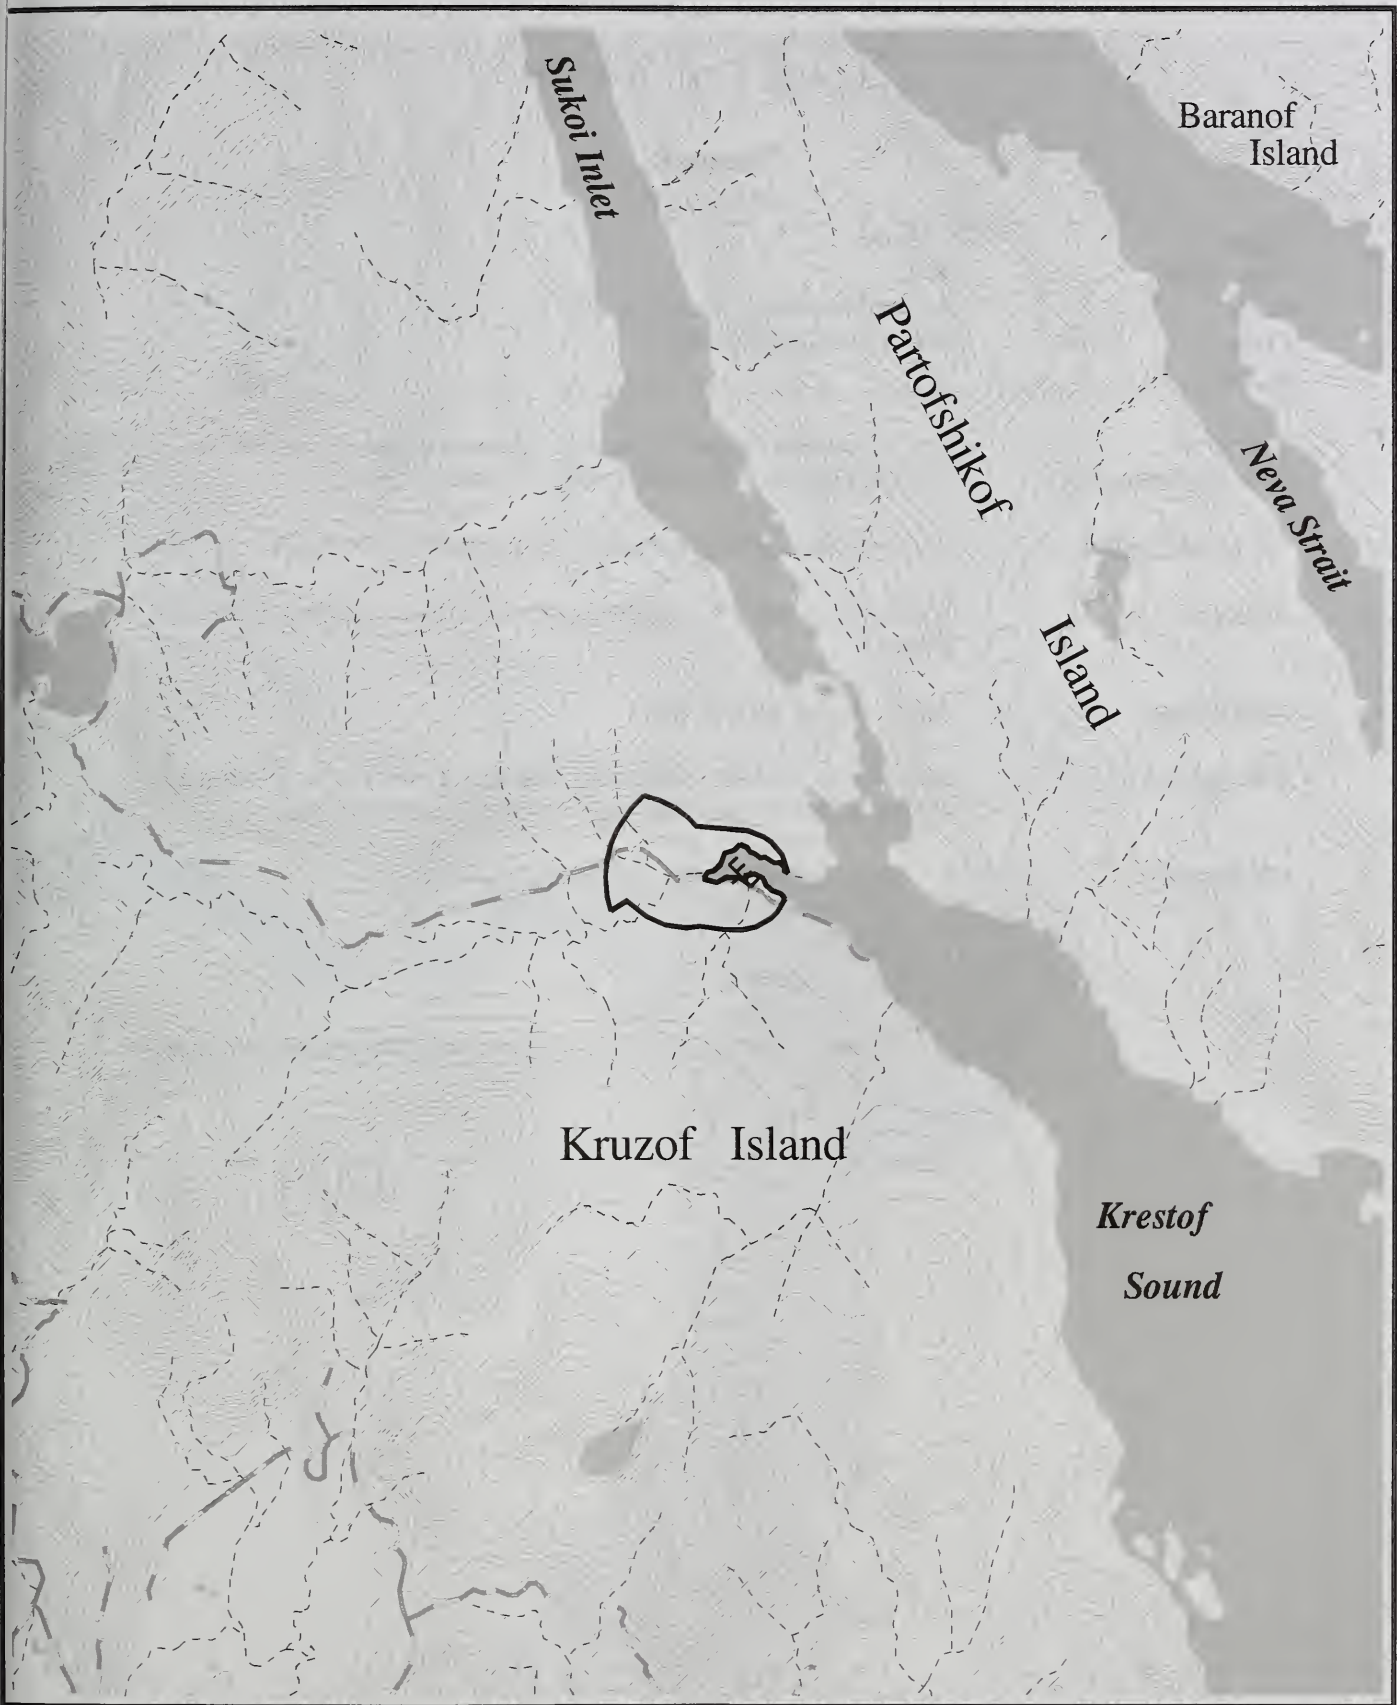 Sukoi Inlet
Baranof
Island
Partofshikof
Island
Neva Strait
Kruzof Island
Krestof
Sound